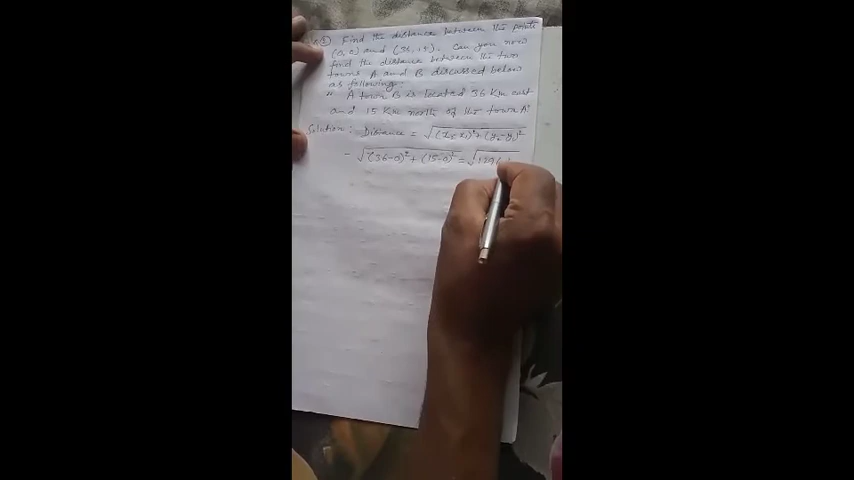 ② Find the distance between the points
(0, 0) and (36, 15). Can you now
find the distance between the two
towns A and B discussed below
as following:
" A town B is located 36 Km east
and 15 Km north of the town A"
Solution: Distance = √(x₂-x₁)²+(y₂-y₁)²
= √(36-0)²+(15-0)² = √129